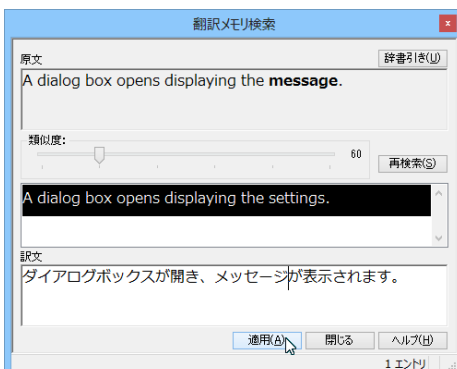 翻訳メモリ検索
x
原文
辞書引き(U)
A dialog box opens displaying the message.
類似度:
60
再検索(S)
A dialog box opens displaying the settings.
訳文
ダイアログボックスが開き、メッセージが表示されます。
適用(A) 閉じる ヘルプ(H)
1 エントリ